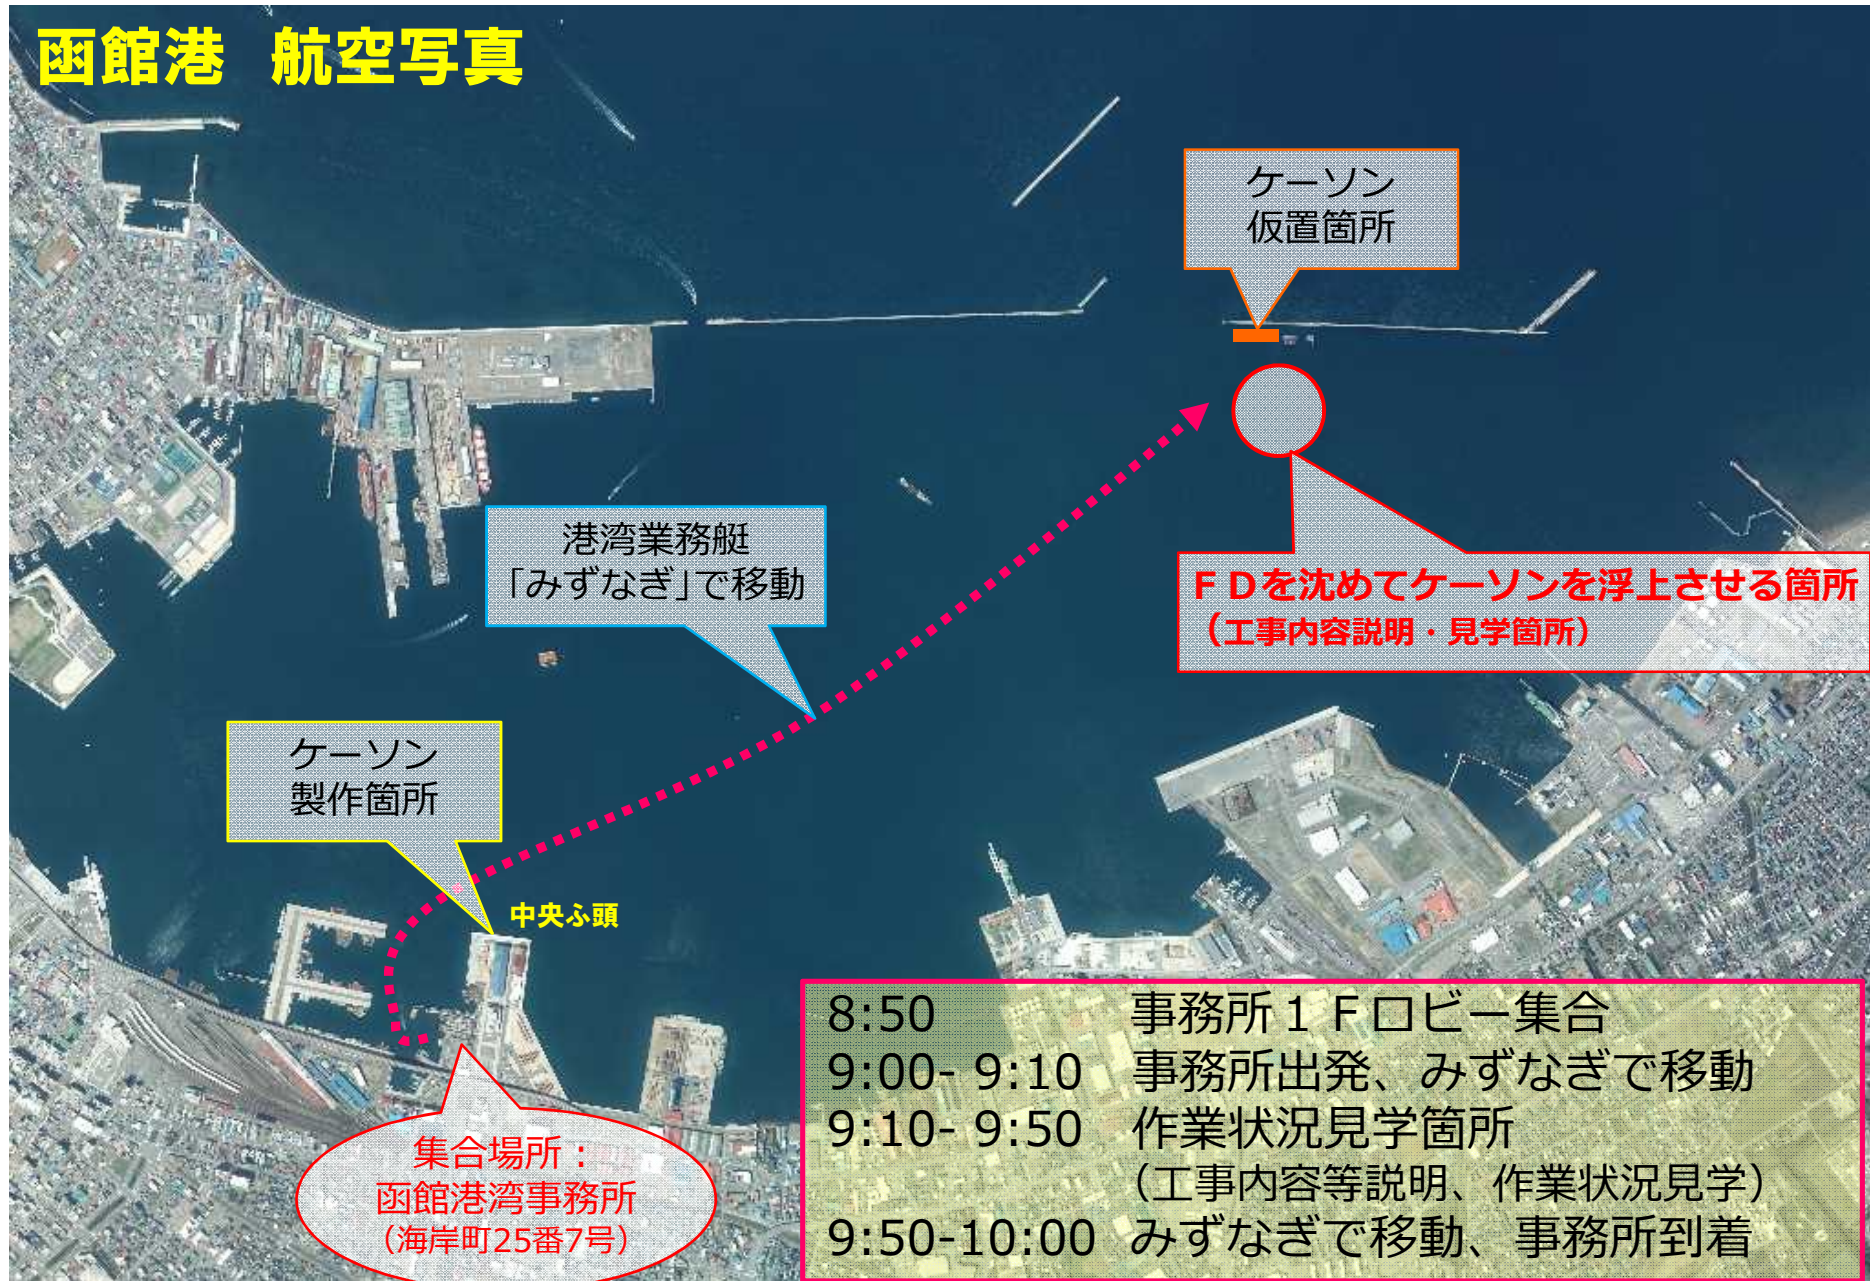 函館港 航空写真
ケーソン
仮置箇所
港湾業務艇
「みずなぎ」で移動
ＦＤを沈めてケーソンを浮上させる箇所
（工事内容説明・見学箇所）
ケーソン
製作箇所
中央ふ頭
集合場所：
函館港湾事務所
（海岸町25番7号）
8:50 事務所１Ｆロビー集合
9:00- 9:10 事務所出発、みずなぎで移動
9:10- 9:50 作業状況見学箇所
（工事内容等説明、作業状況見学）
9:50-10:00 みずなぎで移動、事務所到着